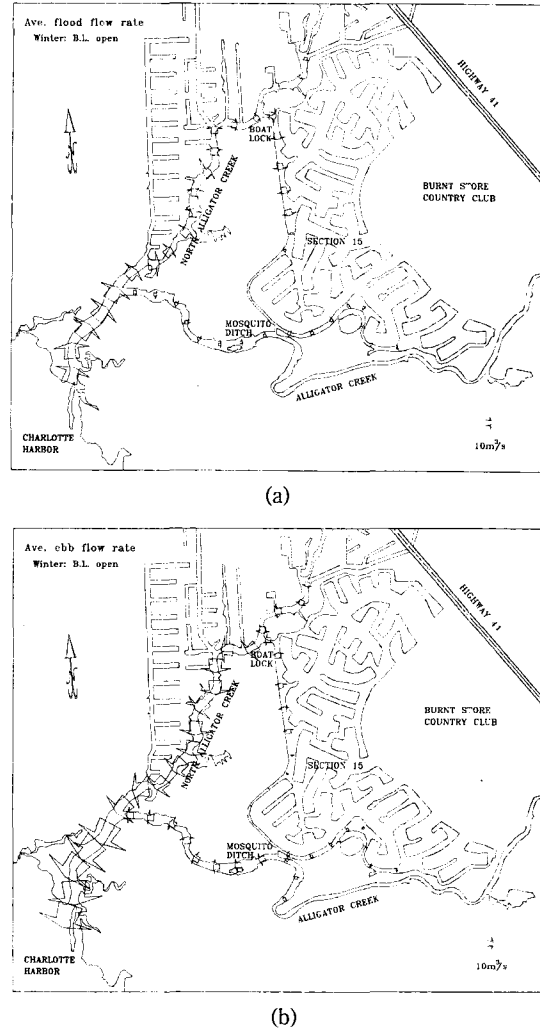 Ave. flood flow rate
Winter: B.L. open
HIGHWAY 41
BOAT
LOCK
NORTH ALLIGATOR CREEK
BURNT STORE
COUNTRY CLUB
SECTION 15
MOSQUITO
DITCH
ALLIGATOR CREEK
CHARLOTTE
HARBOR
10m³/s
(a)
Ave. ebb flow rate
Winter: B.L. open
HIGHWAY 41
BOAT
LOCK
NORTH ALLIGATOR CREEK
BURNT STORE
COUNTRY CLUB
SECTION 15
MOSQUITO
DITCH
ALLIGATOR CREEK
CHARLOTTE
HARBOR
10m³/s
(b)